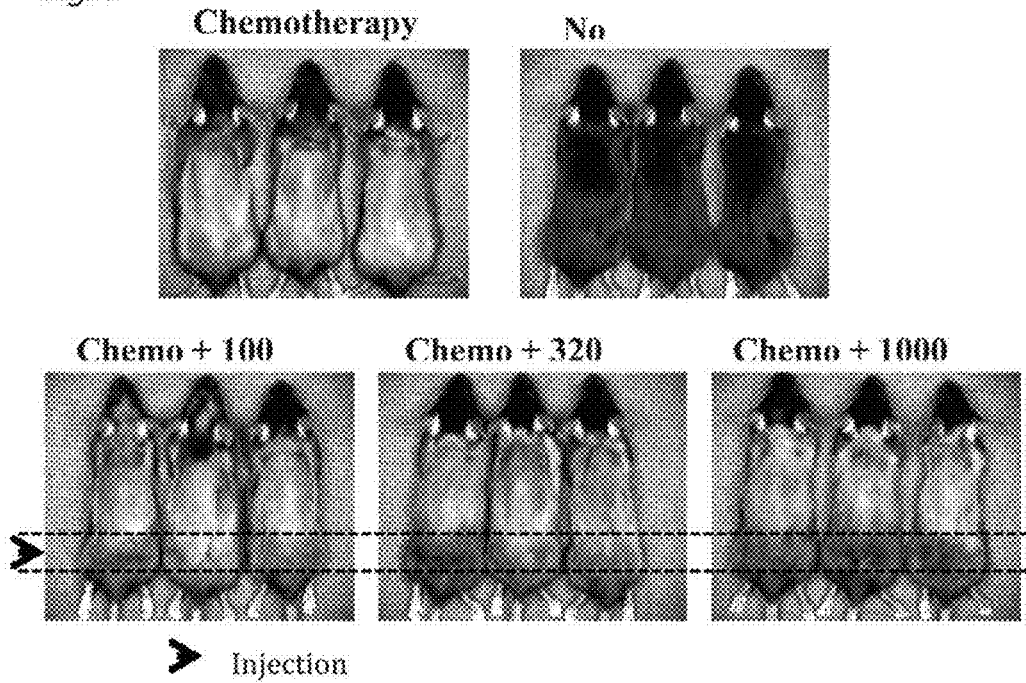 Chemotherapy
No
Chemo + 100
Chemo + 320
Chemo + 1000
Injection